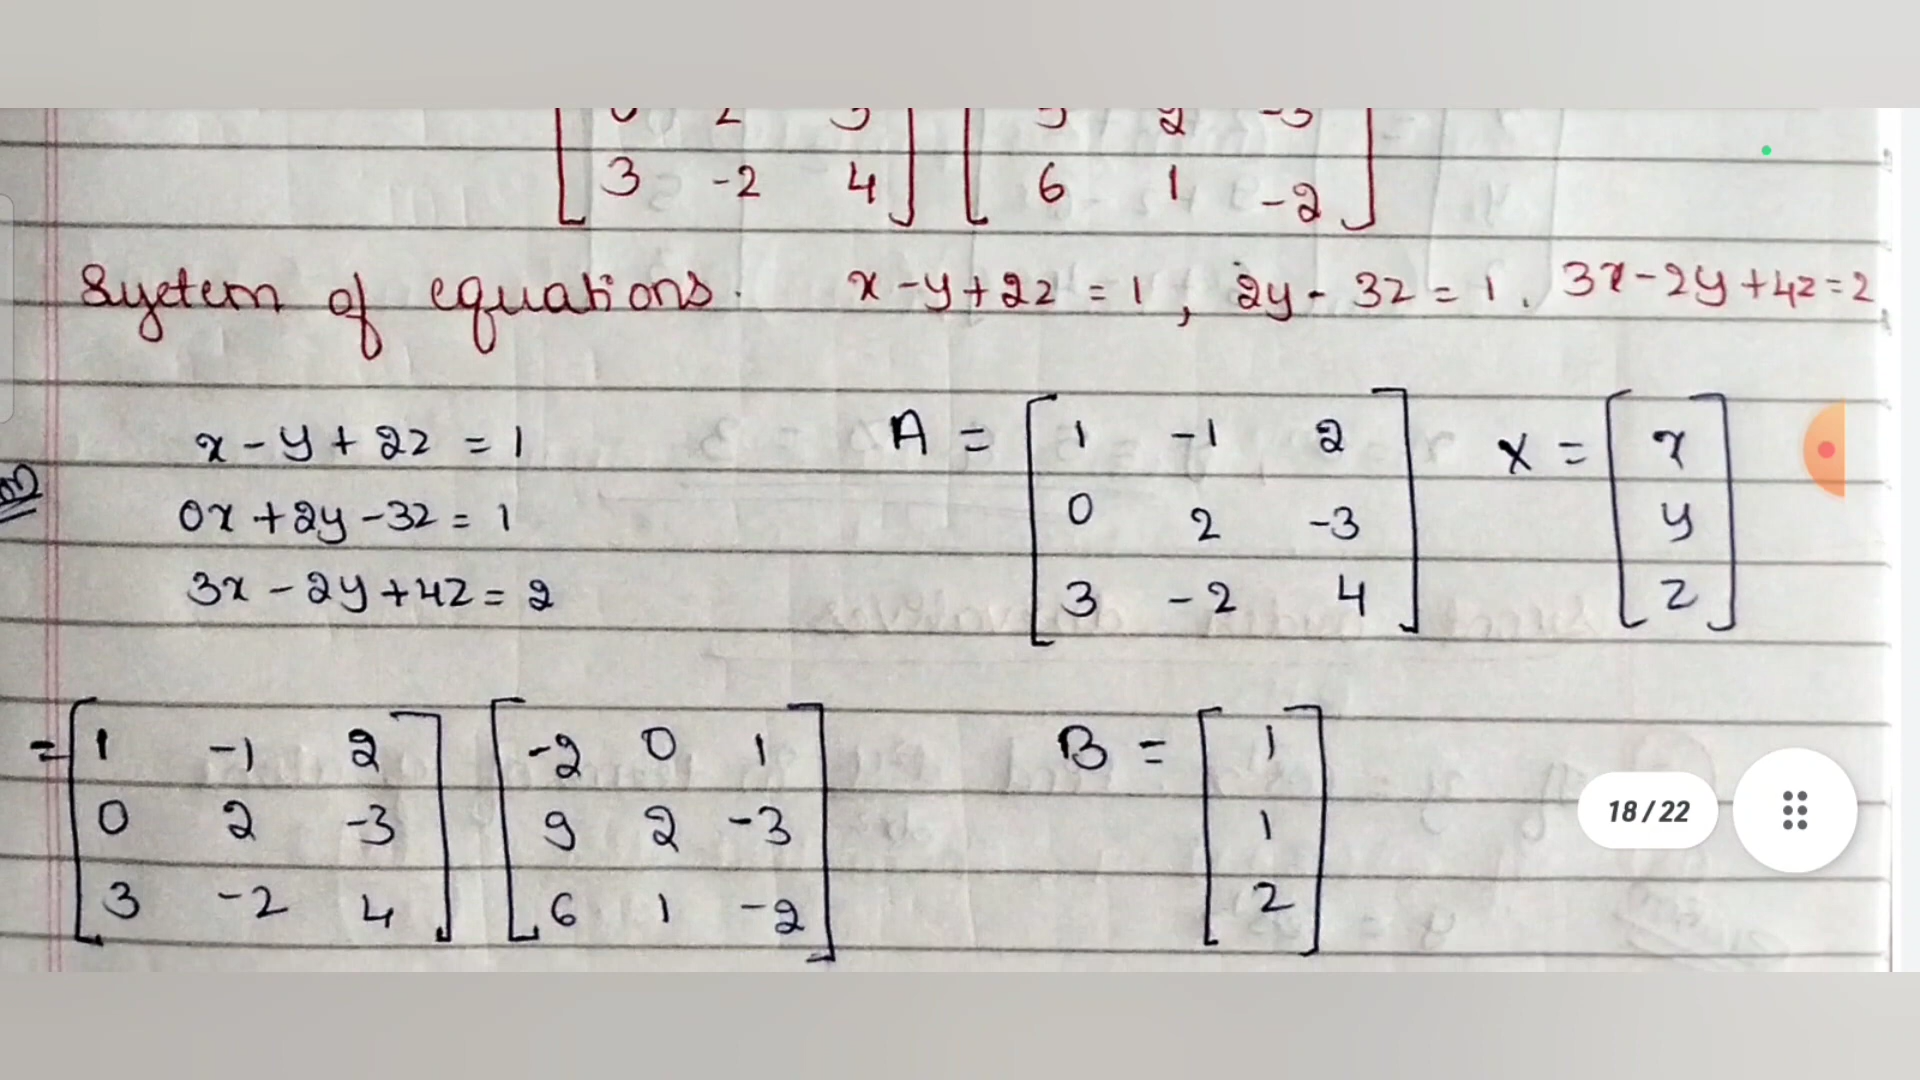 3 -2 4 6 1 -2
Syetem of equations. x-y+2z = 1, 2y- 3z = 1, 3x-2y+4z=2
x-y+2z = 1
0x+2y-3z = 1
3x-2y+4z = 2
A = 1 -1 2
0 2 -3
3 -2 4
X = x
y
z
= 1 -1 2 -2 0 1
0 2 -3 9 2 -3
3 -2 4 6 1 -2
B = 1
1
2
18 / 22